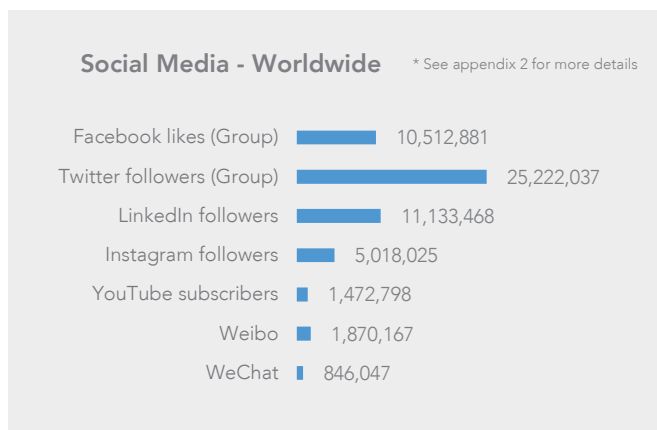 Social Media - Worldwide * See appendix 2 for more details
Facebook likes (Group) 10,512,881
Twitter followers (Group) 25,222,037
LinkedIn followers 11,133,468
Instagram followers 5,018,025
YouTube subscribers 1,472,798
Weibo 1,870,167
WeChat 846,047